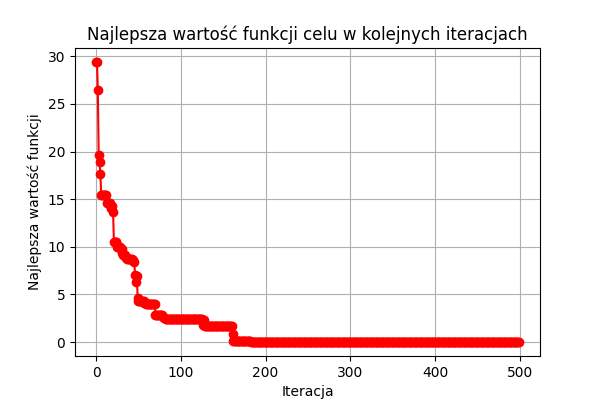 Najlepsza wartość funkcji celu w kolejnych iteracjach
Najlepsza wartość funkcji
30
25
20
15
10
5
0
0 100 200 300 400 500
Iteracja